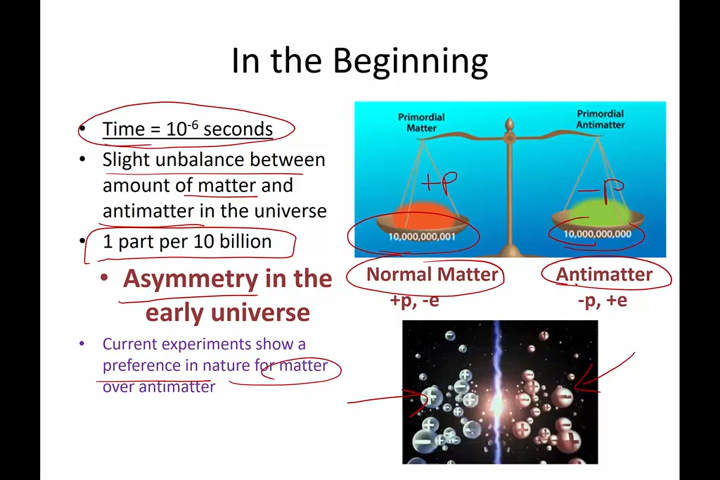 In the Beginning
• Time = 10⁻⁶ seconds
• Slight unbalance between
amount of matter and
antimatter in the universe
• 1 part per 10 billion
• Asymmetry in the
early universe
• Current experiments show a
preference in nature for matter
over antimatter
Primordial
Matter
Primordial
Antimatter
+p
-p
10,000,000,001
10,000,000,000
Normal Matter
+p, -e
Antimatter
-p, +e